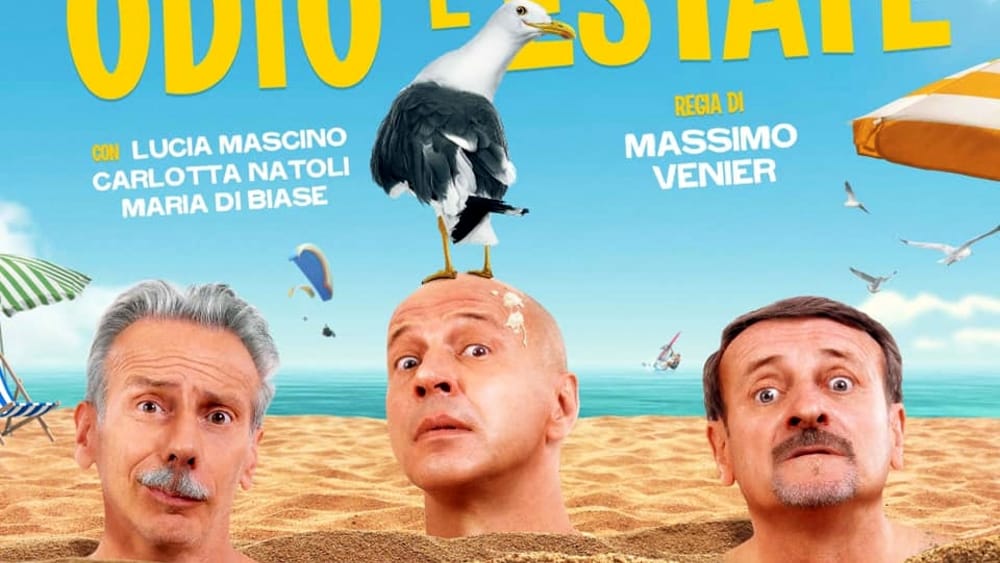 ODIO L'ESTATE
CON LUCIA MASCINO
CARLOTTA NATOLI
MARIA DI BIASE
REGIA DI
MASSIMO
VENIER